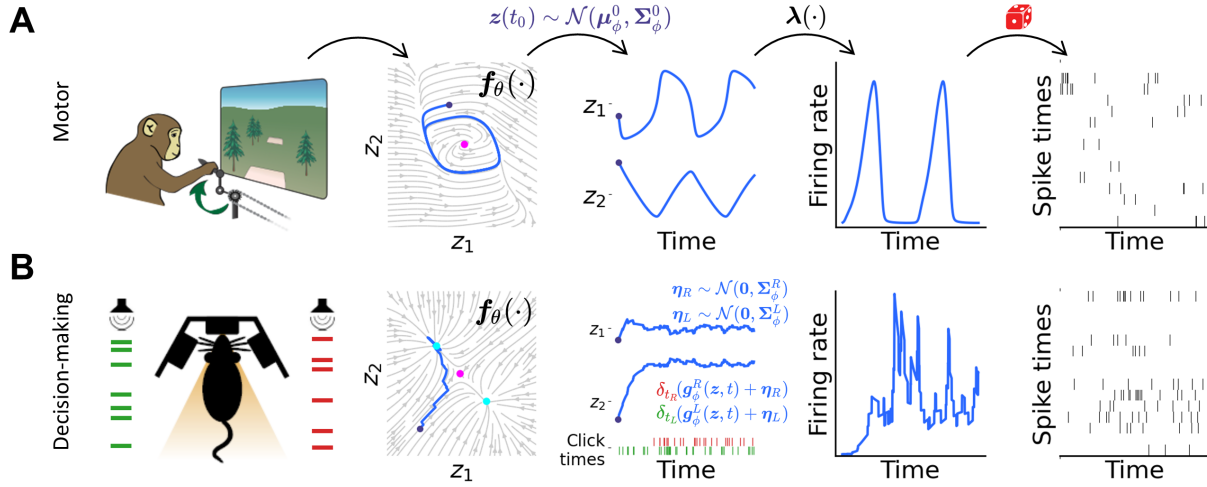 A
z(t₀) ∼ 𝒩(μ⁰_ϕ, Σ⁰_ϕ)
λ(·)
Motor
f_θ(·)
z₂
z₁
z₁
z₂
Time
Firing rate
Time
Spike times
Time
B
Decision-making
f_θ(·)
z₂
z₁
η_R ∼ 𝒩(0, Σ^R_ϕ)
η_L ∼ 𝒩(0, Σ^L_ϕ)
z₁
z₂
δ_{t_R}(g^R_ϕ(z, t) + η_R)
δ_{t_L}(g^L_ϕ(z, t) + η_L)
Click
times
Time
Firing rate
Time
Spike times
Time